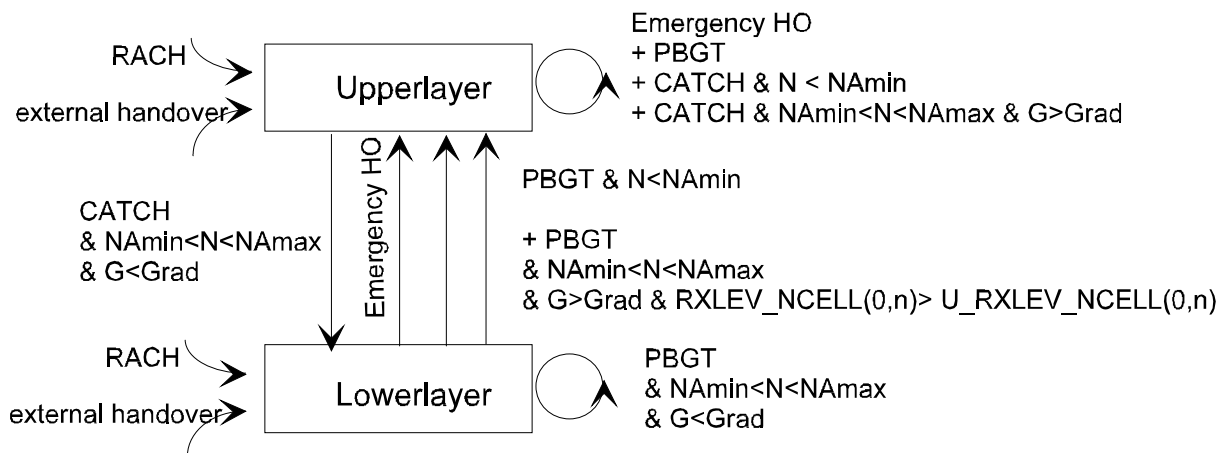 Emergency HO
+ PBGT
+ CATCH & N < NAmin
+ CATCH & NAmin<N<NAmax & G>Grad
RACH
external handover
Upperlayer
Emergency HO
PBGT & N<NAmin
CATCH
& NAmin<N<NAmax
& G<Grad
+ PBGT
& NAmin<N<NAmax
& G>Grad & RXLEV_NCELL(0,n)> U_RXLEV_NCELL(0,n)
RACH
external handover
Lowerlayer
PBGT
& NAmin<N<NAmax
& G<Grad